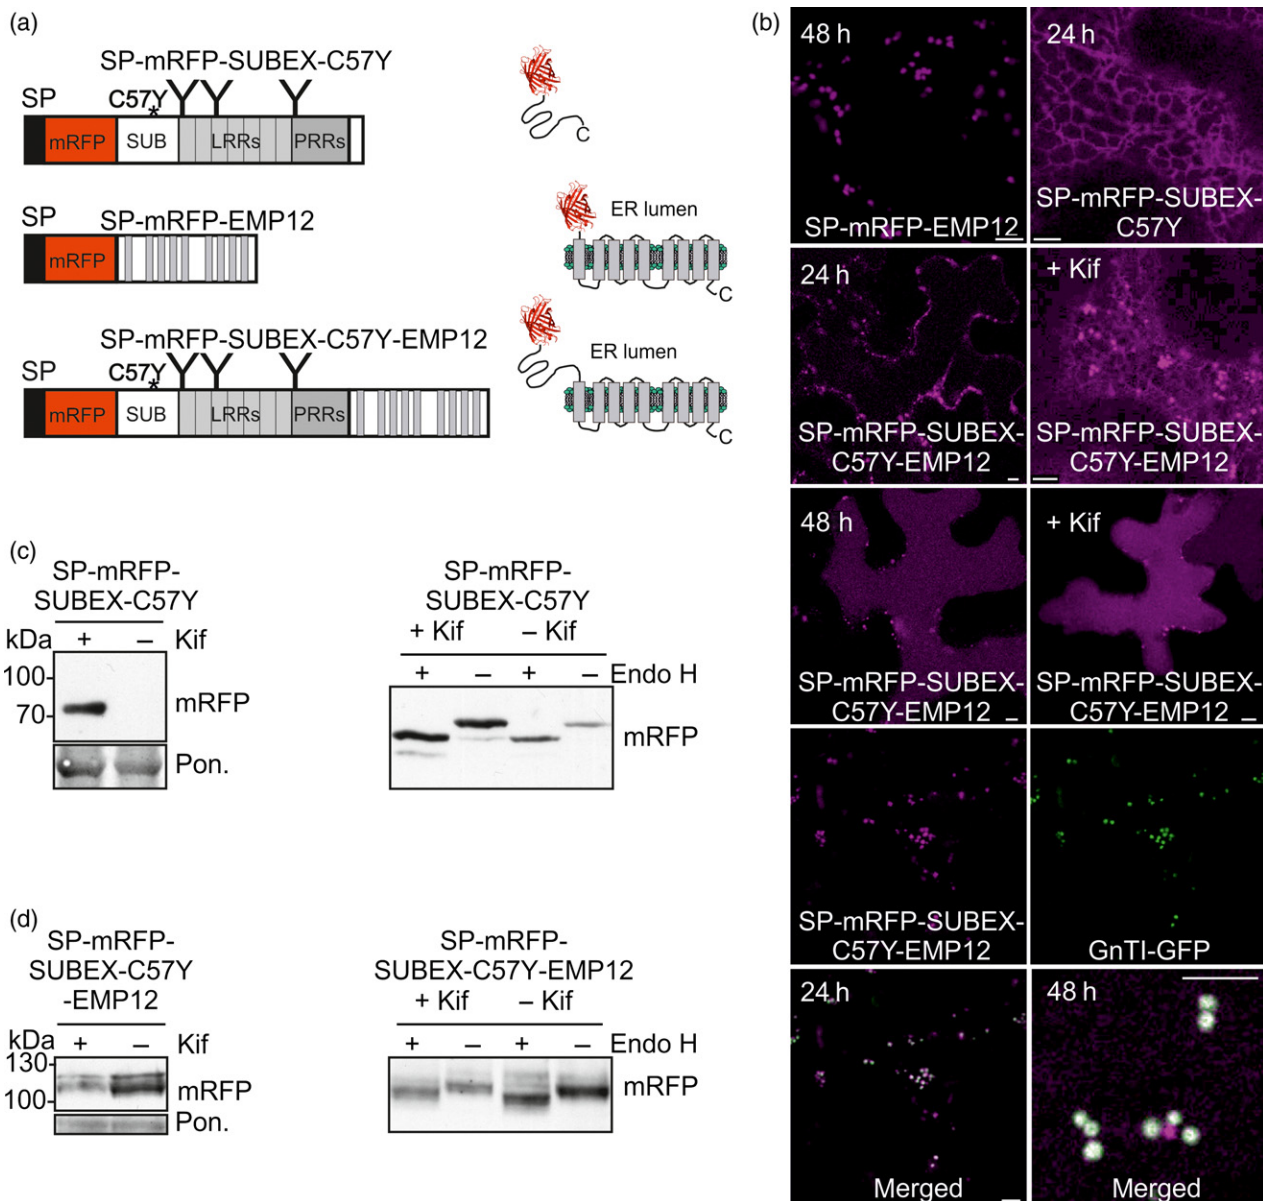 (a)
SP-mRFP-SUBEX-C57Y
SP
C57Y
*
mRFP
SUB
LRRs
PRRs
C
SP
SP-mRFP-EMP12
mRFP
ER lumen
C
SP-mRFP-SUBEX-C57Y-EMP12
SP
C57Y
*
mRFP
SUB
LRRs
PRRs
ER lumen
C
(b)
48 h
SP-mRFP-EMP12
24 h
SP-mRFP-SUBEX-
C57Y
24 h
SP-mRFP-SUBEX-
C57Y-EMP12
+ Kif
SP-mRFP-SUBEX-
C57Y-EMP12
48 h
SP-mRFP-SUBEX-
C57Y-EMP12
+ Kif
SP-mRFP-SUBEX-
C57Y-EMP12
SP-mRFP-SUBEX-
C57Y-EMP12
GnTI-GFP
24 h
Merged
48 h
Merged
(c)
SP-mRFP-
SUBEX-C57Y
kDa + – Kif
100
70
mRFP
Pon.
SP-mRFP-
SUBEX-C57Y
+ Kif – Kif
+ – + – Endo H
mRFP
(d)
SP-mRFP-
SUBEX-C57Y
-EMP12
kDa + – Kif
130
100
mRFP
Pon.
SP-mRFP-
SUBEX-C57Y-EMP12
+ Kif – Kif
+ – + – Endo H
mRFP